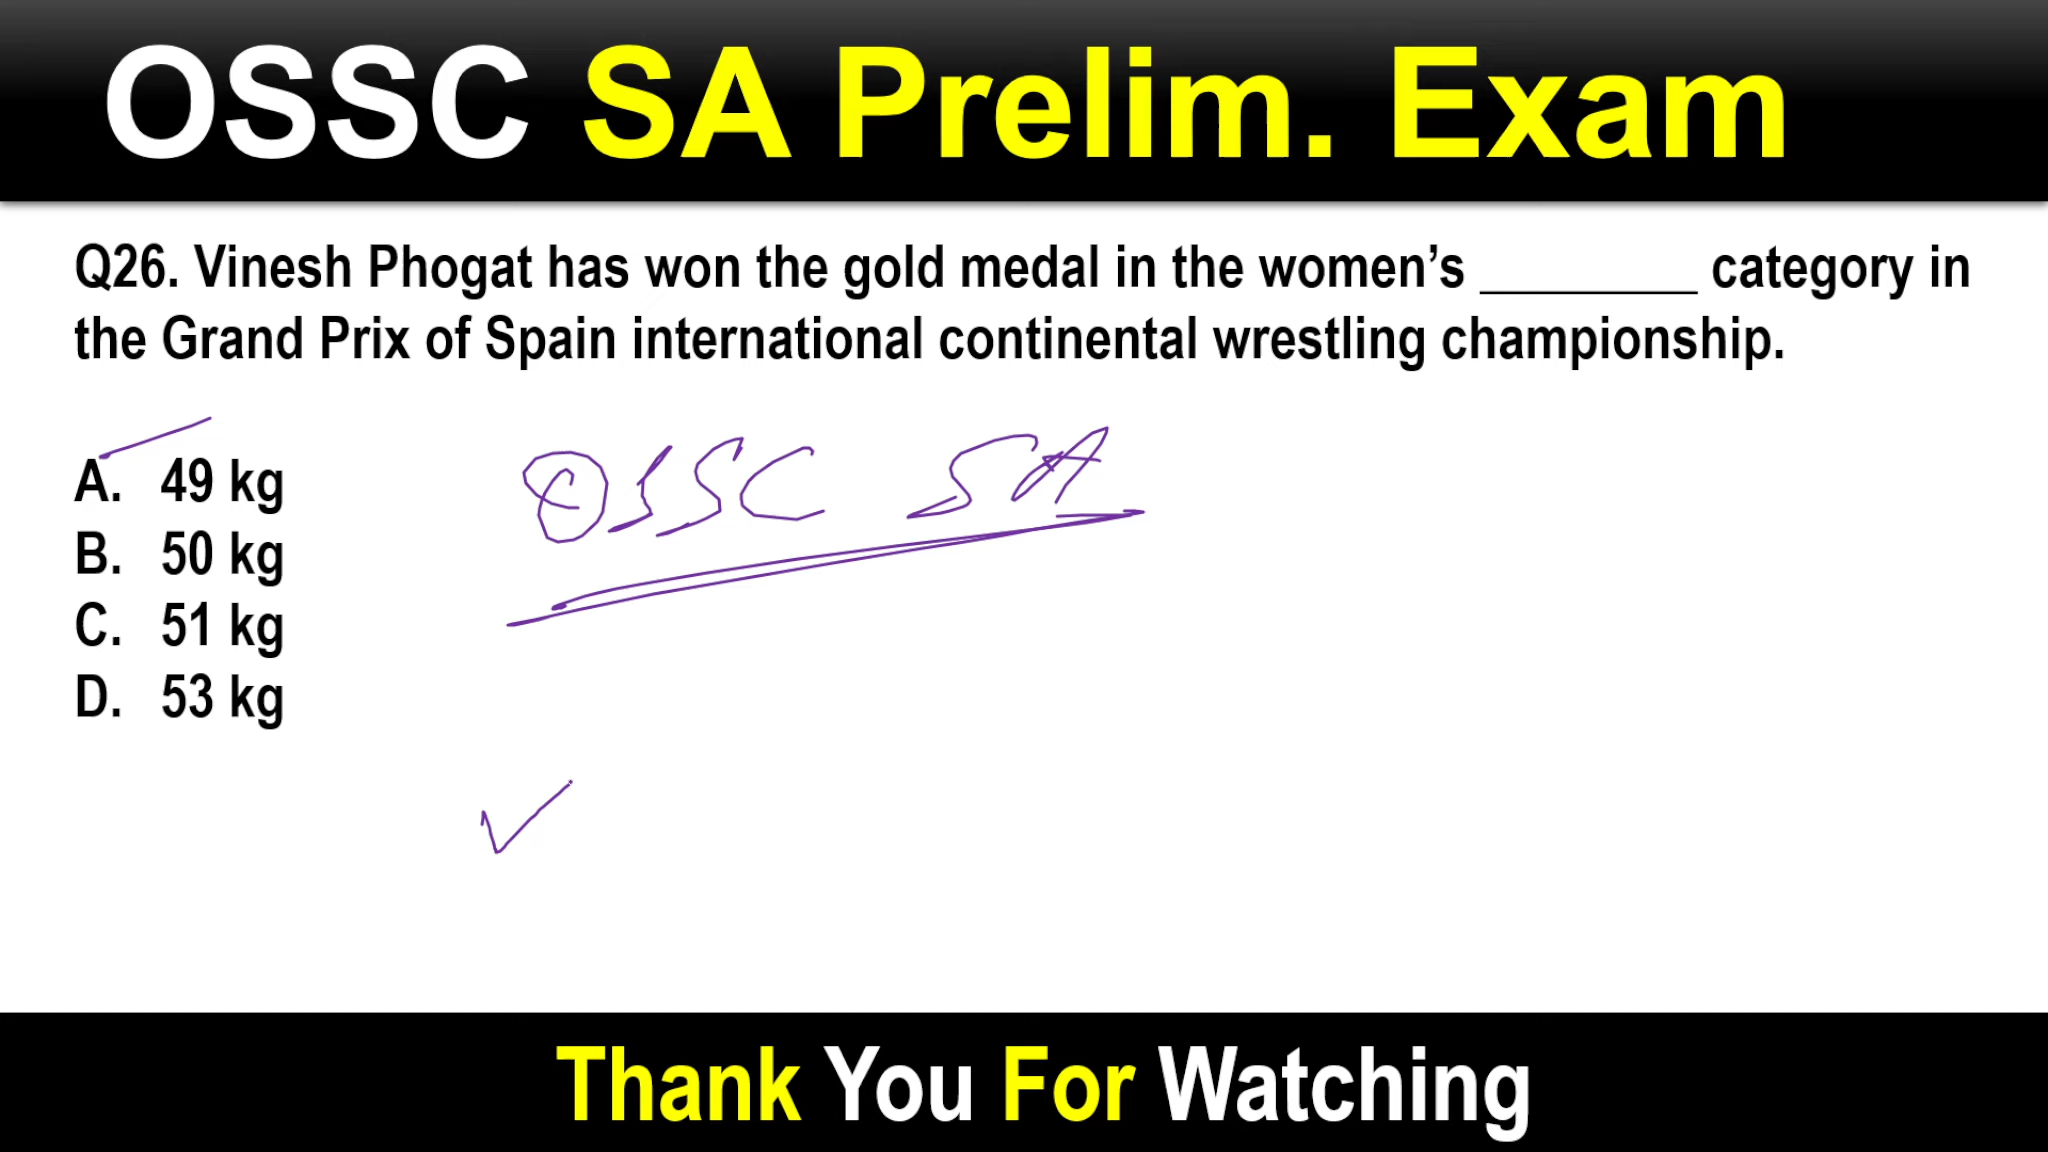 OSSC SA Prelim. Exam
Q26. Vinesh Phogat has won the gold medal in the women’s ________ category in
the Grand Prix of Spain international continental wrestling championship.
A. 49 kg
B. 50 kg
C. 51 kg
D. 53 kg
OSSC SA
Thank You For Watching